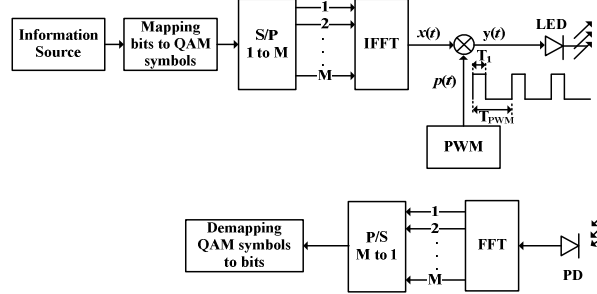 Information
Source
Mapping
bits to QAM
symbols
S/P
1 to M
1
2
.
.
.
M
IFFT
x(t)
p(t)
y(t)
LED
T1
TPWM
PWM
Demapping
QAM symbols
to bits
P/S
M to 1
1
2
.
.
.
M
FFT
PD